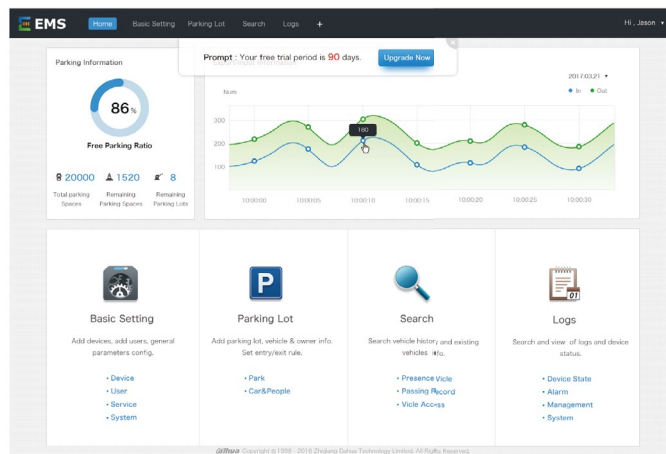 EMS Home Basic Setting Parking Lot Search Logs + Hi , Jason
Prompt : Your free trial period is 90 days. Upgrade Now
Parking Information
2017.03.21
Num
In Out
86%
Free Parking Ratio
300
200
100
180
20000 1520 8
Total parking Spaces
Remaining Parking Spaces
Remaining Parking Lots
10:00:00 10:00:05 10:00:10 10:00:15 10:00:20 10:00:25 10:00:30
Basic Setting
Add devices, add users, general
parameters config.
• Device
• User
• Service
• System
P
Parking Lot
Add parking lot, vehicle & owner info.
Set entry/exit rule.
• Park
• Car&People
Search
Search vehicle history and existing
vehicles info.
• Presence Vicle
• Passing Record
• Vicle Access
01
Logs
Search and view of logs and device
status.
• Device State
• Alarm
• Management
• System
alhua Copyright © 1998 - 2016 Zhejiang Dahua Technology Limited. All Rights Reserved.